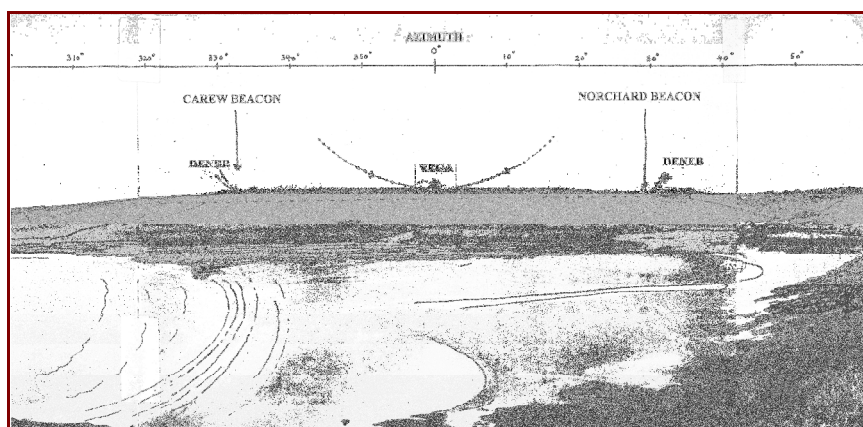 AZIMUTH
310° 320° 330° 340° 350° 0° 10° 20° 30° 40° 50°
CAREW BEACON NORCHARD BEACON
DENEB VEGA DENEB